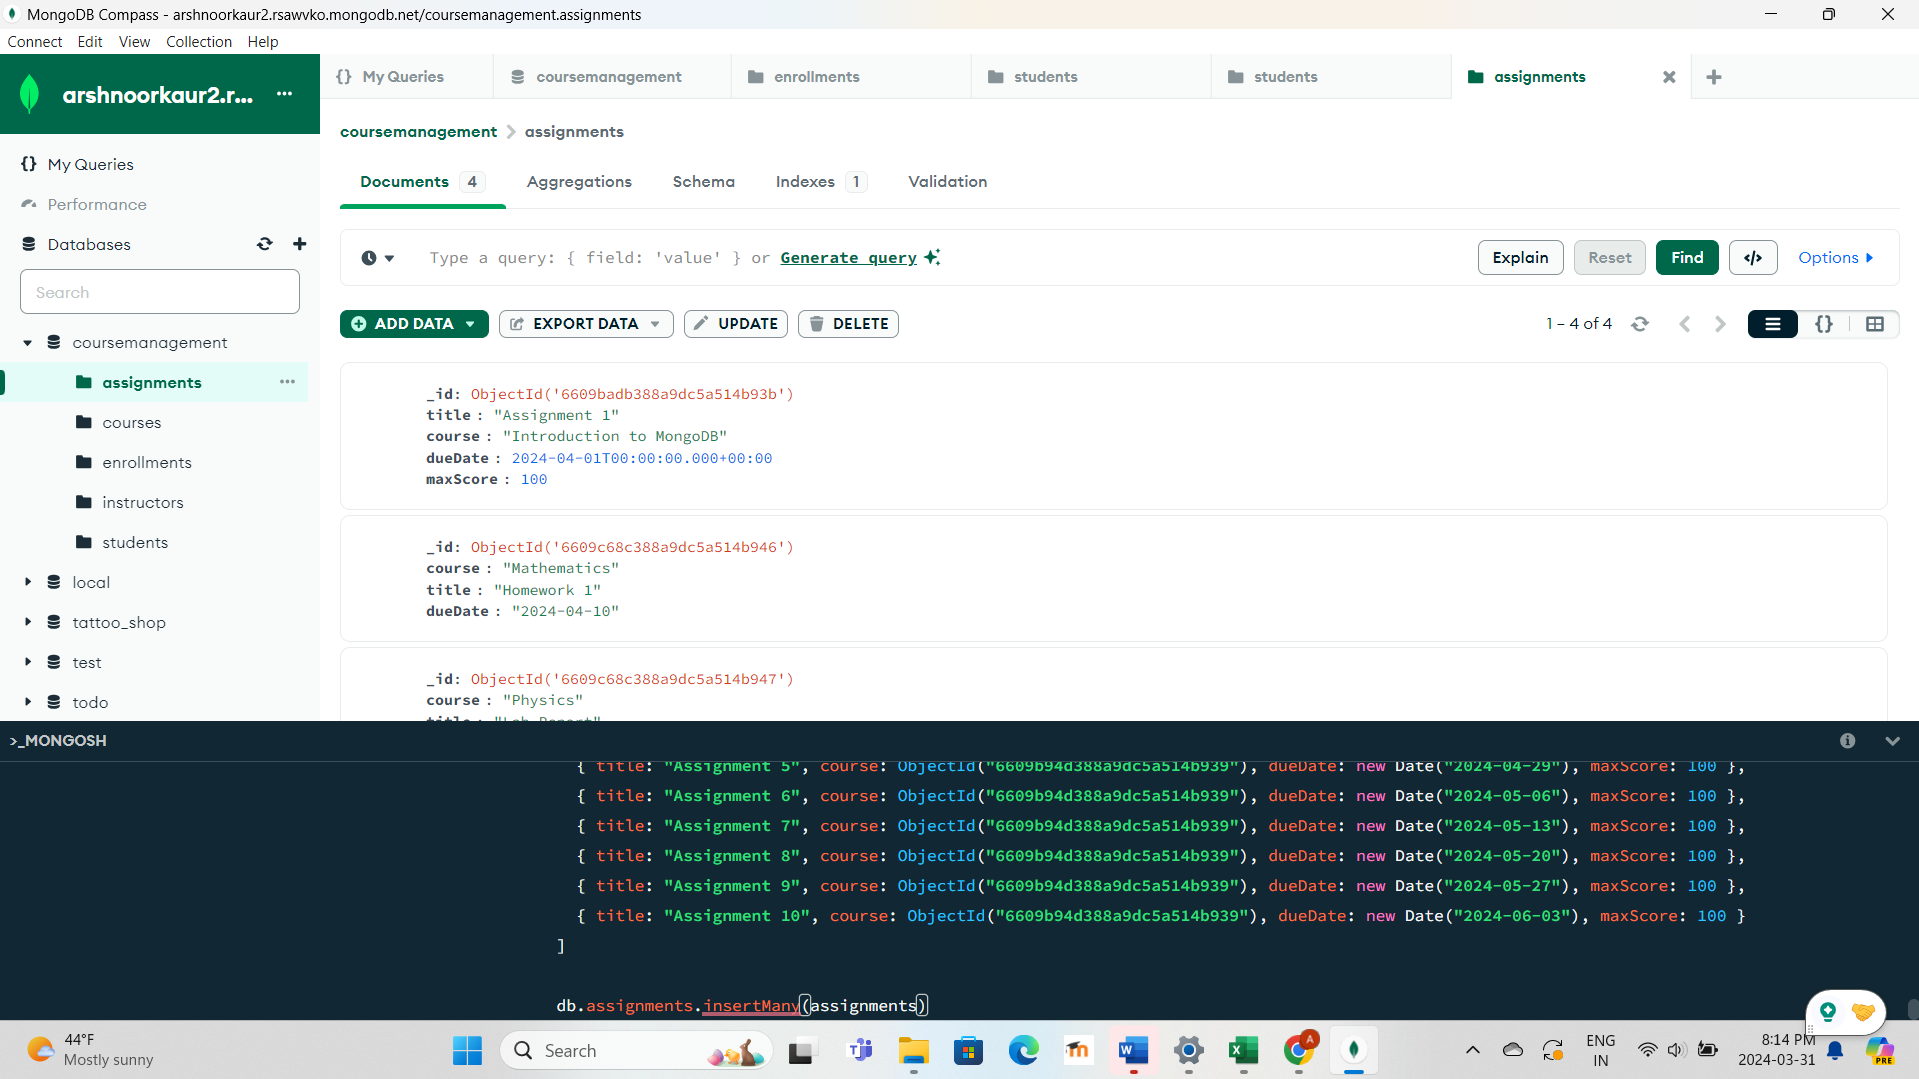 MongoDB Compass - arshnoorkaur2.rsawvko.mongodb.net/coursemanagement.assignments
Connect Edit View Collection Help
arshnoorkaur2.r... ...
My Queries
Performance
Databases
Search
coursemanagement
assignments
courses
enrollments
instructors
students
local
tattoo_shop
test
todo
{} My Queries coursemanagement enrollments students students assignments
coursemanagement > assignments
Documents 4 Aggregations Schema Indexes 1 Validation
Type a query: { field: 'value' } or Generate query Explain Reset Find </> Options
ADD DATA EXPORT DATA UPDATE DELETE 1 – 4 of 4 {}
_id: ObjectId('6609badb388a9dc5a514b93b')
title : "Assignment 1"
course : "Introduction to MongoDB"
dueDate : 2024-04-01T00:00:00.000+00:00
maxScore : 100
_id: ObjectId('6609c68c388a9dc5a514b946')
course : "Mathematics"
title : "Homework 1"
dueDate : "2024-04-10"
_id: ObjectId('6609c68c388a9dc5a514b947')
course : "Physics"
title : "Lab Report"
>_MONGOSH
{ title: "Assignment 5", course: ObjectId("6609b94d388a9dc5a514b939"), dueDate: new Date("2024-04-29"), maxScore: 100 },
{ title: "Assignment 6", course: ObjectId("6609b94d388a9dc5a514b939"), dueDate: new Date("2024-05-06"), maxScore: 100 },
{ title: "Assignment 7", course: ObjectId("6609b94d388a9dc5a514b939"), dueDate: new Date("2024-05-13"), maxScore: 100 },
{ title: "Assignment 8", course: ObjectId("6609b94d388a9dc5a514b939"), dueDate: new Date("2024-05-20"), maxScore: 100 },
{ title: "Assignment 9", course: ObjectId("6609b94d388a9dc5a514b939"), dueDate: new Date("2024-05-27"), maxScore: 100 },
{ title: "Assignment 10", course: ObjectId("6609b94d388a9dc5a514b939"), dueDate: new Date("2024-06-03"), maxScore: 100 }
]
db.assignments.insertMany(assignments)
44°F
Mostly sunny
Search
ENG
IN
8:14 PM
2024-03-31
PRE